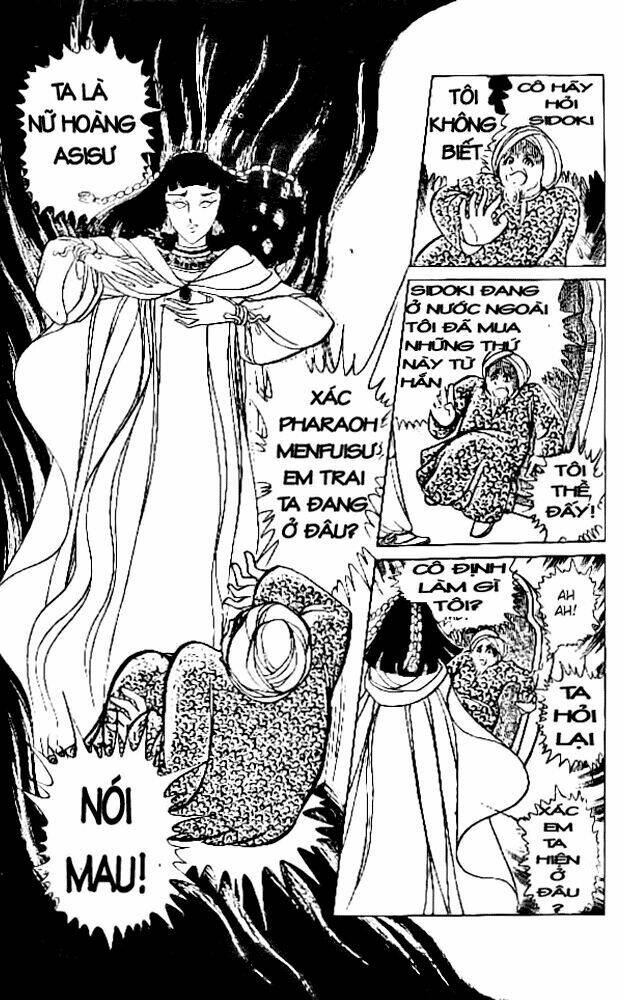 TA LÀ
NỮ HOÀNG
ASISƯ
XÁC
PHARAOH
MENFUISƯ
EM TRAI
TA ĐANG
Ở ĐÂU?
NÓI
MAU!
TÔI
KHÔNG
BIẾT
CÔ HÃY
HỎI
SIDOKI
SIDOKI ĐANG
Ở NƯỚC NGOÀI
TÔI ĐÃ MUA
NHỮNG THỨ
NÀY TỪ
HẮN
TÔI
THỀ
ĐẤY!
CÔ ĐỊNH
LÀM GÌ
TÔI?
AH
AH!
TA
HỎI
LẠI
XÁC
EM
TA
HIỆN
Ở
ĐÂU
?